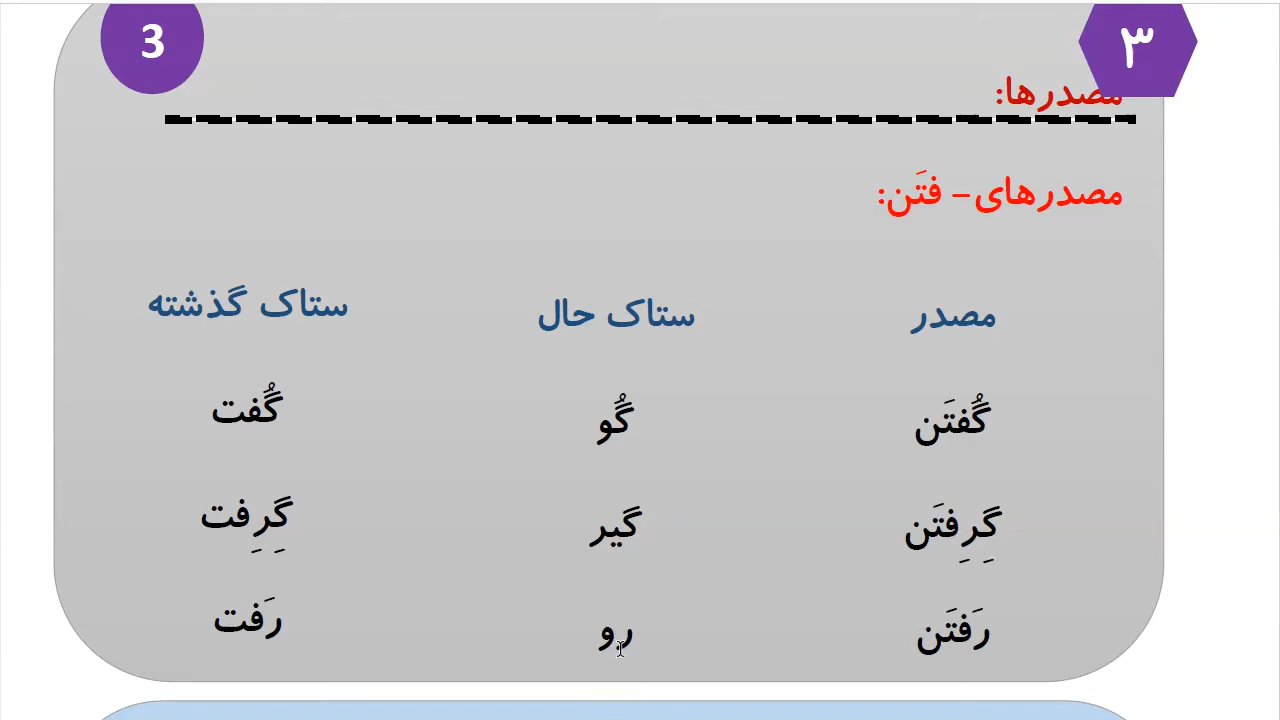 3
۳
مصدرها:
مصدرهای– فتَن:
مصدر ستاک حال ستاک گذشته
گُفتَن گُو گُفت
گِرِفتَن گیر گِرِفت
رَفتَن رو رَفت